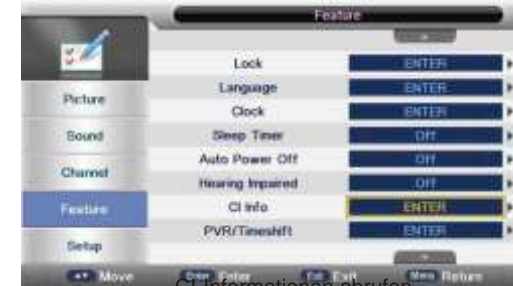 Feature
Lock ENTER
Language ENTER
Clock ENTER
Sleep Timer Off
Auto Power Off Off
Hearing Impaired Off
CI Info ENTER
PVR/Timeshift ENTER
Picture
Sound
Channel
Feature
Setup
Move Enter Enter Exit Exit Menu Return
CI Informationen abrufen